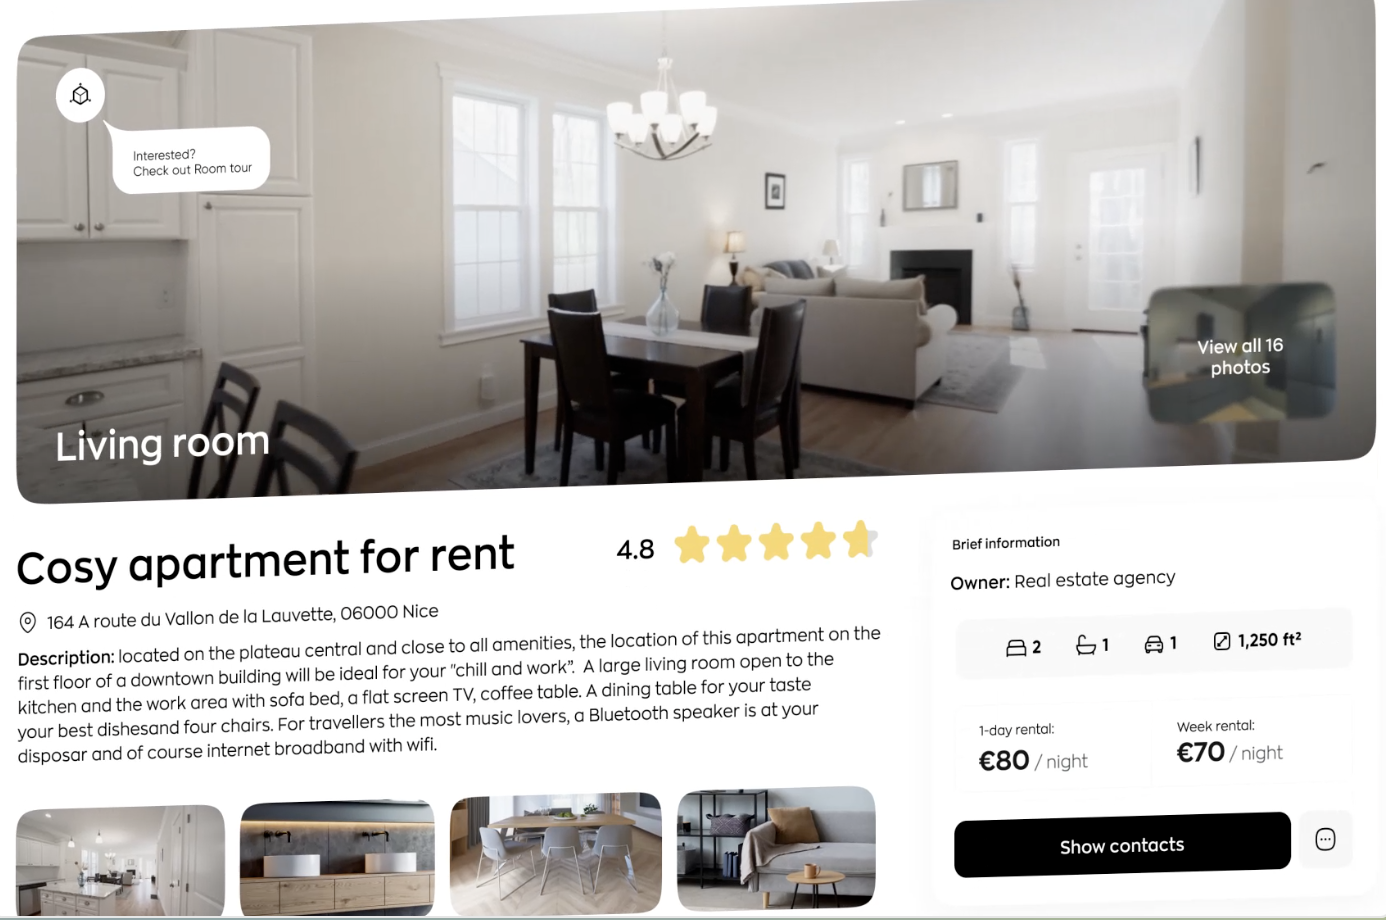 Interested?
Check out Room tour
View all 16
photos
Living room
Cosy apartment for rent
4.8
164 A route du Vallon de la Lauvette, 06000 Nice
Description: located on the plateau central and close to all amenities, the location of this apartment on the
first floor of a downtown building will be ideal for your "chill and work”.  A large living room open to the
kitchen and the work area with sofa bed, a flat screen TV, coffee table. A dining table for your taste
your best dishesand four chairs. For travellers the most music lovers, a Bluetooth speaker is at your
disposar and of course internet broadband with wifi.
Brief information
Owner: Real estate agency
2 1 1 1,250 ft²
1-day rental:
€80 / night
Week rental:
€70 / night
Show contacts